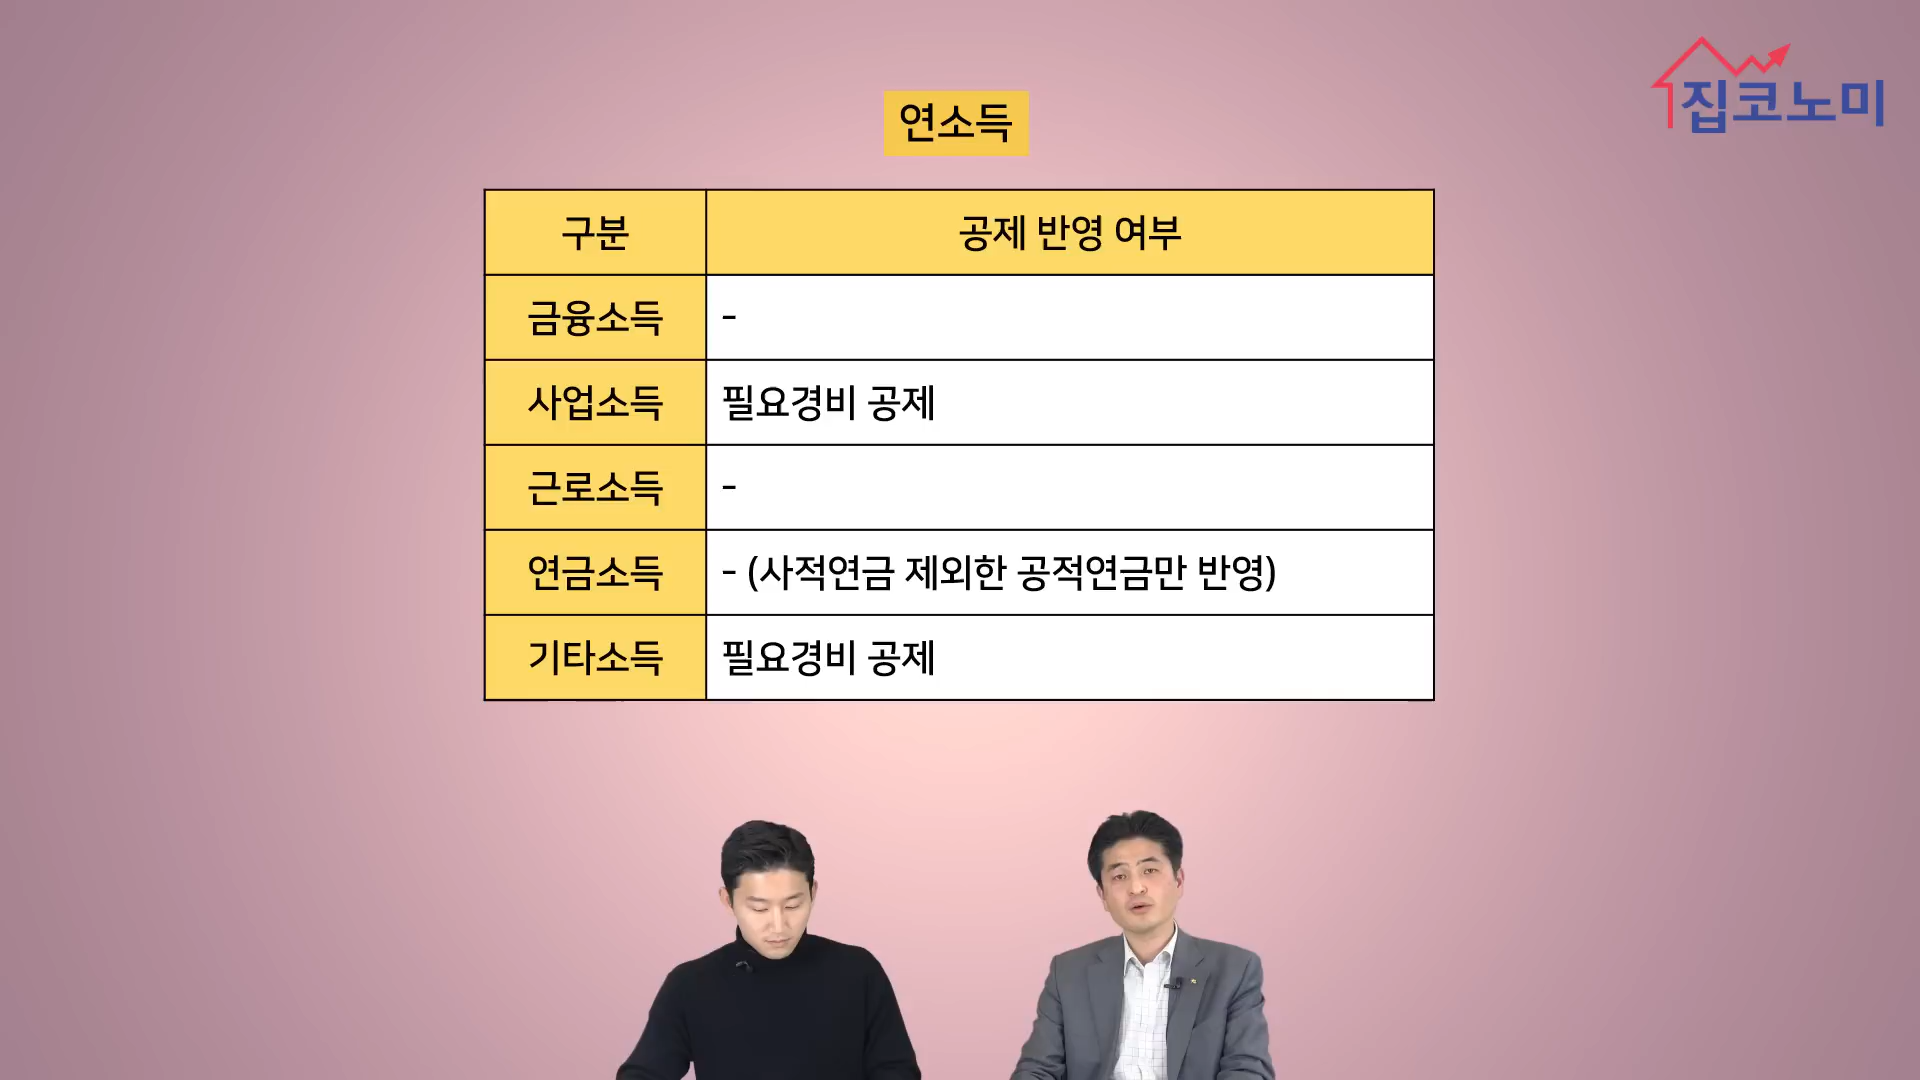 집코노미
연소득
구분 공제 반영 여부
금융소득 -
사업소득 필요경비 공제
근로소득 -
연금소득 - (사적연금 제외한 공적연금만 반영)
기타소득 필요경비 공제